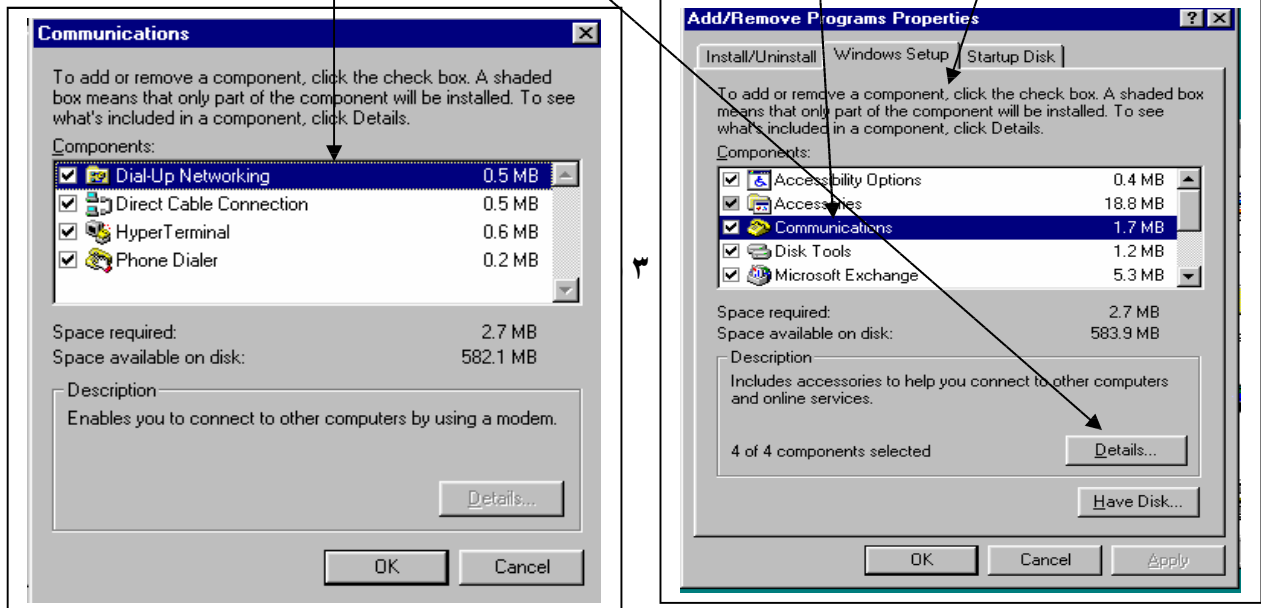 Communications
To add or remove a component, click the check box. A shaded
box means that only part of the component will be installed. To see
what's included in a component, click Details.
Components:
Dial-Up Networking 0.5 MB
Direct Cable Connection 0.5 MB
HyperTerminal 0.6 MB
Phone Dialer 0.2 MB
Space required: 2.7 MB
Space available on disk: 582.1 MB
Description
Enables you to connect to other computers by using a modem.
Details...
OK Cancel
٣
Add/Remove Programs Properties
Install/Uninstall Windows Setup Startup Disk
To add or remove a component, click the check box. A shaded box
means that only part of the component will be installed. To see
what's included in a component, click Details.
Components:
Accessibility Options 0.4 MB
Accessories 18.8 MB
Communications 1.7 MB
Disk Tools 1.2 MB
Microsoft Exchange 5.3 MB
Space required: 2.7 MB
Space available on disk: 583.9 MB
Description
Includes accessories to help you connect to other computers
and online services.
4 of 4 components selected Details...
Have Disk...
OK Cancel Apply